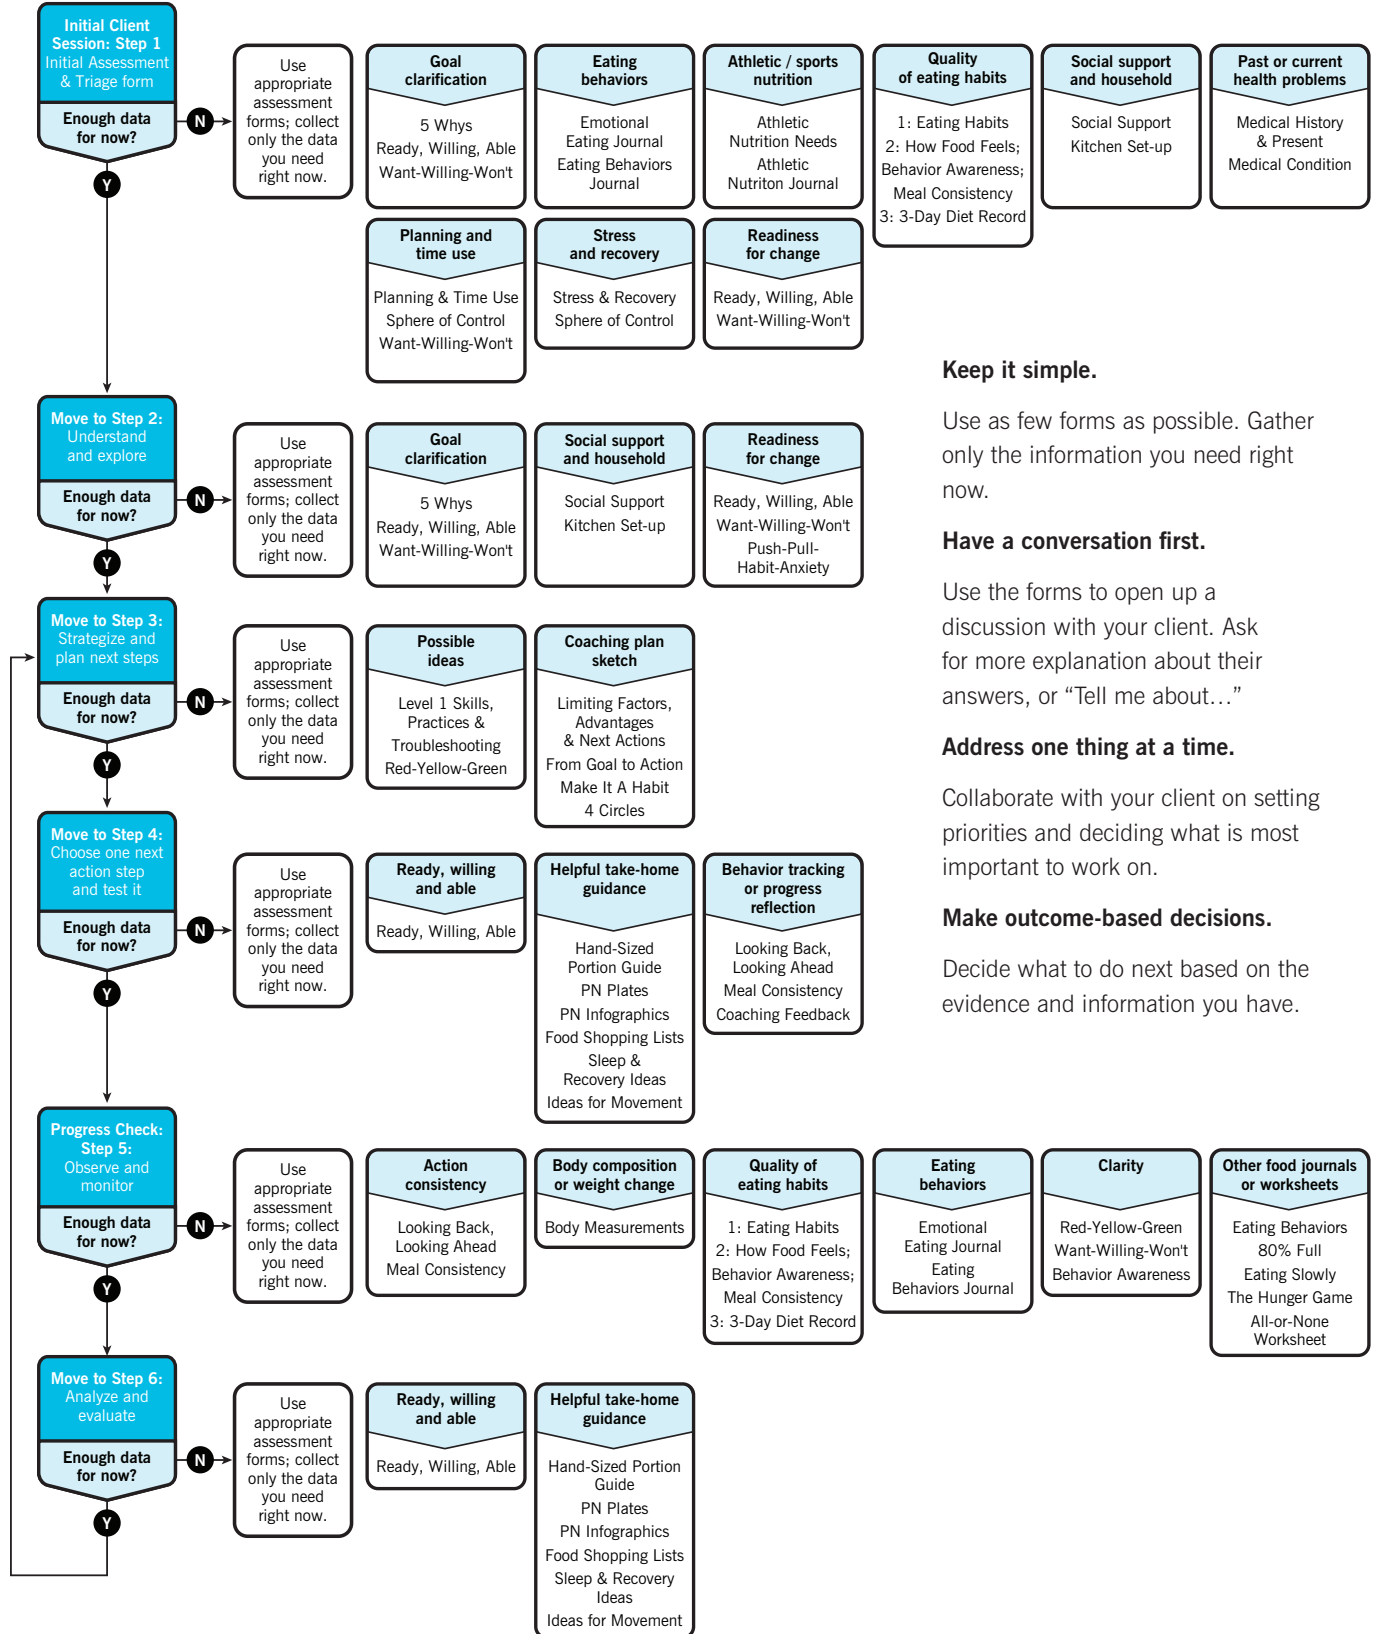 Initial Client
Session: Step 1
Initial Assessment
& Triage form
Enough data
for now?
N
Y
Use
appropriate
assessment
forms; collect
only the data
you need
right now.
Goal
clarification
5 Whys
Ready, Willing, Able
Want-Willing-Won't
Eating
behaviors
Emotional
Eating Journal
Eating Behaviors
Journal
Athletic / sports
nutrition
Athletic
Nutrition Needs
Athletic
Nutriton Journal
Quality
of eating habits
1: Eating Habits
2: How Food Feels;
Behavior Awareness;
Meal Consistency
3: 3-Day Diet Record
Social support
and household
Social Support
Kitchen Set-up
Past or current
health problems
Medical History
& Present
Medical Condition
Planning and
time use
Planning & Time Use
Sphere of Control
Want-Willing-Won't
Stress
and recovery
Stress & Recovery
Sphere of Control
Readiness
for change
Ready, Willing, Able
Want-Willing-Won't
Move to Step 2:
Understand
and explore
Enough data
for now?
N
Y
Use
appropriate
assessment
forms; collect
only the data
you need
right now.
Goal
clarification
5 Whys
Ready, Willing, Able
Want-Willing-Won't
Social support
and household
Social Support
Kitchen Set-up
Readiness
for change
Ready, Willing, Able
Want-Willing-Won't
Push-Pull-
Habit-Anxiety
Move to Step 3:
Strategize and
plan next steps
Enough data
for now?
N
Y
Use
appropriate
assessment
forms; collect
only the data
you need
right now.
Possible
ideas
Level 1 Skills,
Practices &
Troubleshooting
Red-Yellow-Green
Coaching plan
sketch
Limiting Factors,
Advantages
& Next Actions
From Goal to Action
Make It A Habit
4 Circles
Move to Step 4:
Choose one next
action step
and test it
Enough data
for now?
N
Y
Use
appropriate
assessment
forms; collect
only the data
you need
right now.
Ready, willing
and able
Ready, Willing, Able
Helpful take-home
guidance
Hand-Sized
Portion Guide
PN Plates
PN Infographics
Food Shopping Lists
Sleep &
Recovery Ideas
Ideas for Movement
Behavior tracking
or progress
reflection
Looking Back,
Looking Ahead
Meal Consistency
Coaching Feedback
Keep it simple.
Use as few forms as possible. Gather
only the information you need right
now.
Have a conversation first.
Use the forms to open up a
discussion with your client. Ask
for more explanation about their
answers, or “Tell me about…”
Address one thing at a time.
Collaborate with your client on setting
priorities and deciding what is most
important to work on.
Make outcome-based decisions.
Decide what to do next based on the
evidence and information you have.
Progress Check:
Step 5:
Observe and
monitor
Enough data
for now?
N
Y
Use
appropriate
assessment
forms; collect
only the data
you need
right now.
Action
consistency
Looking Back,
Looking Ahead
Meal Consistency
Body composition
or weight change
Body Measurements
Quality of
eating habits
1: Eating Habits
2: How Food Feels;
Behavior Awareness;
Meal Consistency
3: 3-Day Diet Record
Eating
behaviors
Emotional
Eating Journal
Eating
Behaviors Journal
Clarity
Red-Yellow-Green
Want-Willing-Won't
Behavior Awareness
Other food journals
or worksheets
Eating Behaviors
80% Full
Eating Slowly
The Hunger Game
All-or-None
Worksheet
Move to Step 6:
Analyze and
evaluate
Enough data
for now?
N
Y
Use
appropriate
assessment
forms; collect
only the data
you need
right now.
Ready, willing
and able
Ready, Willing, Able
Helpful take-home
guidance
Hand-Sized Portion
Guide
PN Plates
PN Infographics
Food Shopping Lists
Sleep & Recovery
Ideas
Ideas for Movement